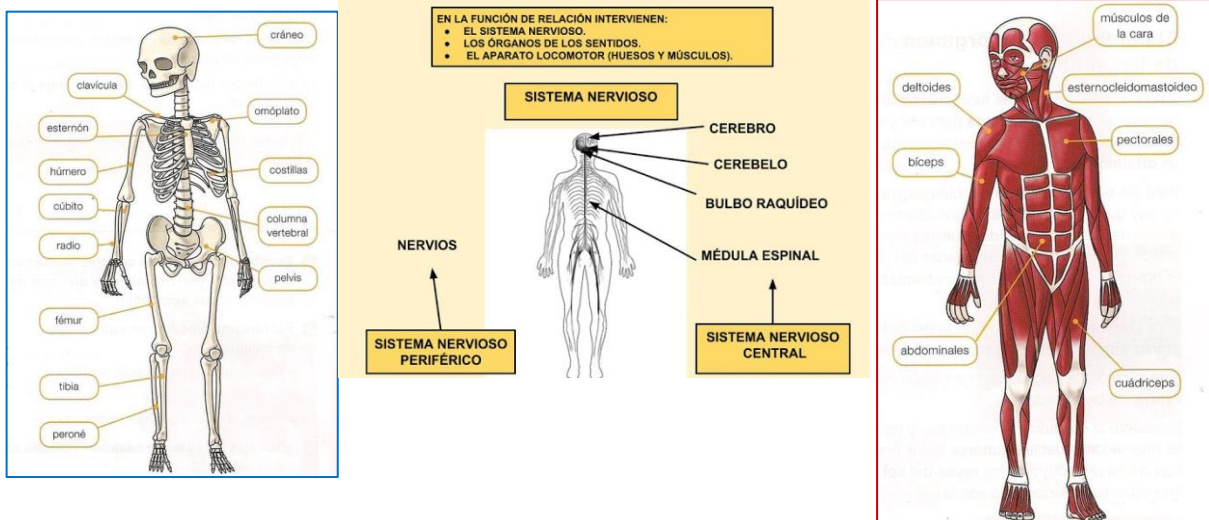 cráneo
clavícula
omóplato
esternón
húmero
costillas
cúbito
columna
vertebral
radio
pelvis
fémur
tibia
peroné
EN LA FUNCIÓN DE RELACIÓN INTERVIENEN:
● EL SISTEMA NERVIOSO.
● LOS ÓRGANOS DE LOS SENTIDOS.
● EL APARATO LOCOMOTOR (HUESOS Y MÚSCULOS).
SISTEMA NERVIOSO
CEREBRO
CEREBELO
BULBO RAQUÍDEO
NERVIOS
MÉDULA ESPINAL
SISTEMA NERVIOSO
PERIFÉRICO
SISTEMA NERVIOSO
CENTRAL
músculos de
la cara
deltoides
esternocleidomastoideo
pectorales
bíceps
abdominales
cuádriceps